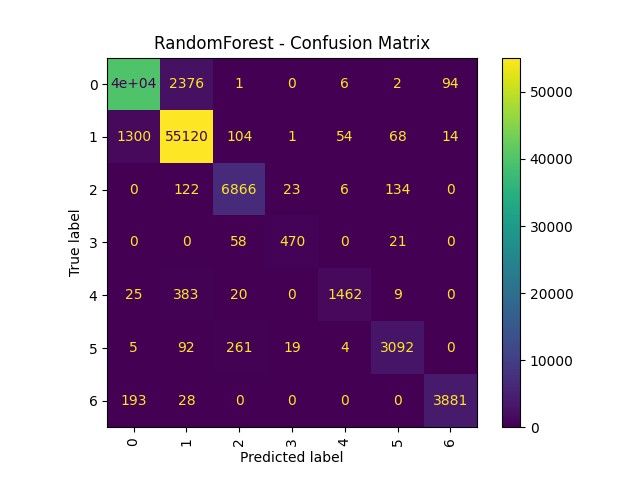 RandomForest - Confusion Matrix
0 4e+04 2376 1 0 6 2 94
1 1300 55120 104 1 54 68 14
2 0 122 6866 23 6 134 0
3 0 0 58 470 0 21 0
4 25 383 20 0 1462 9 0
5 5 92 261 19 4 3092 0
6 193 28 0 0 0 0 3881
0 1 2 3 4 5 6
True label
Predicted label
50000
40000
30000
20000
10000
0